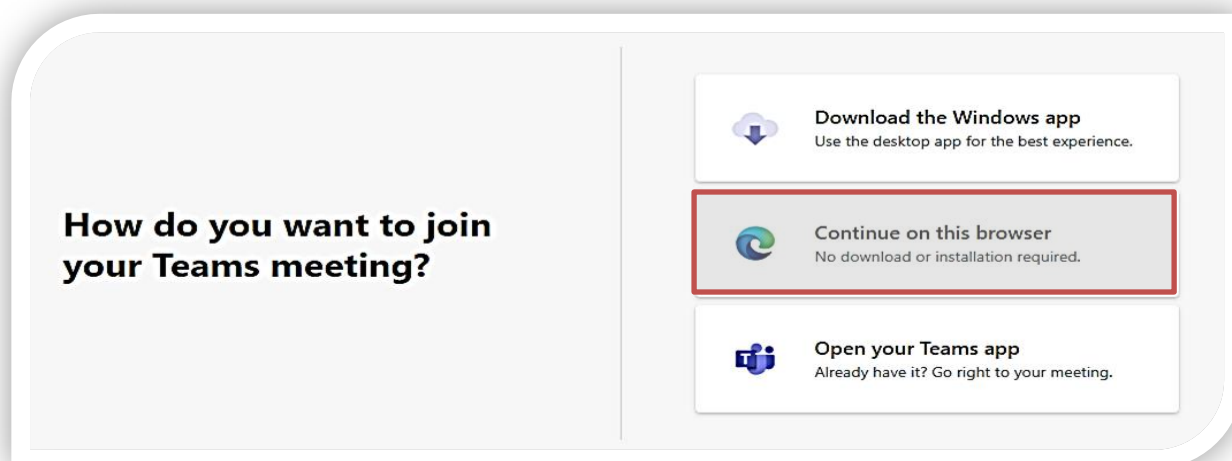 How do you want to join
your Teams meeting?
Download the Windows app
Use the desktop app for the best experience.
Continue on this browser
No download or installation required.
Open your Teams app
Already have it? Go right to your meeting.